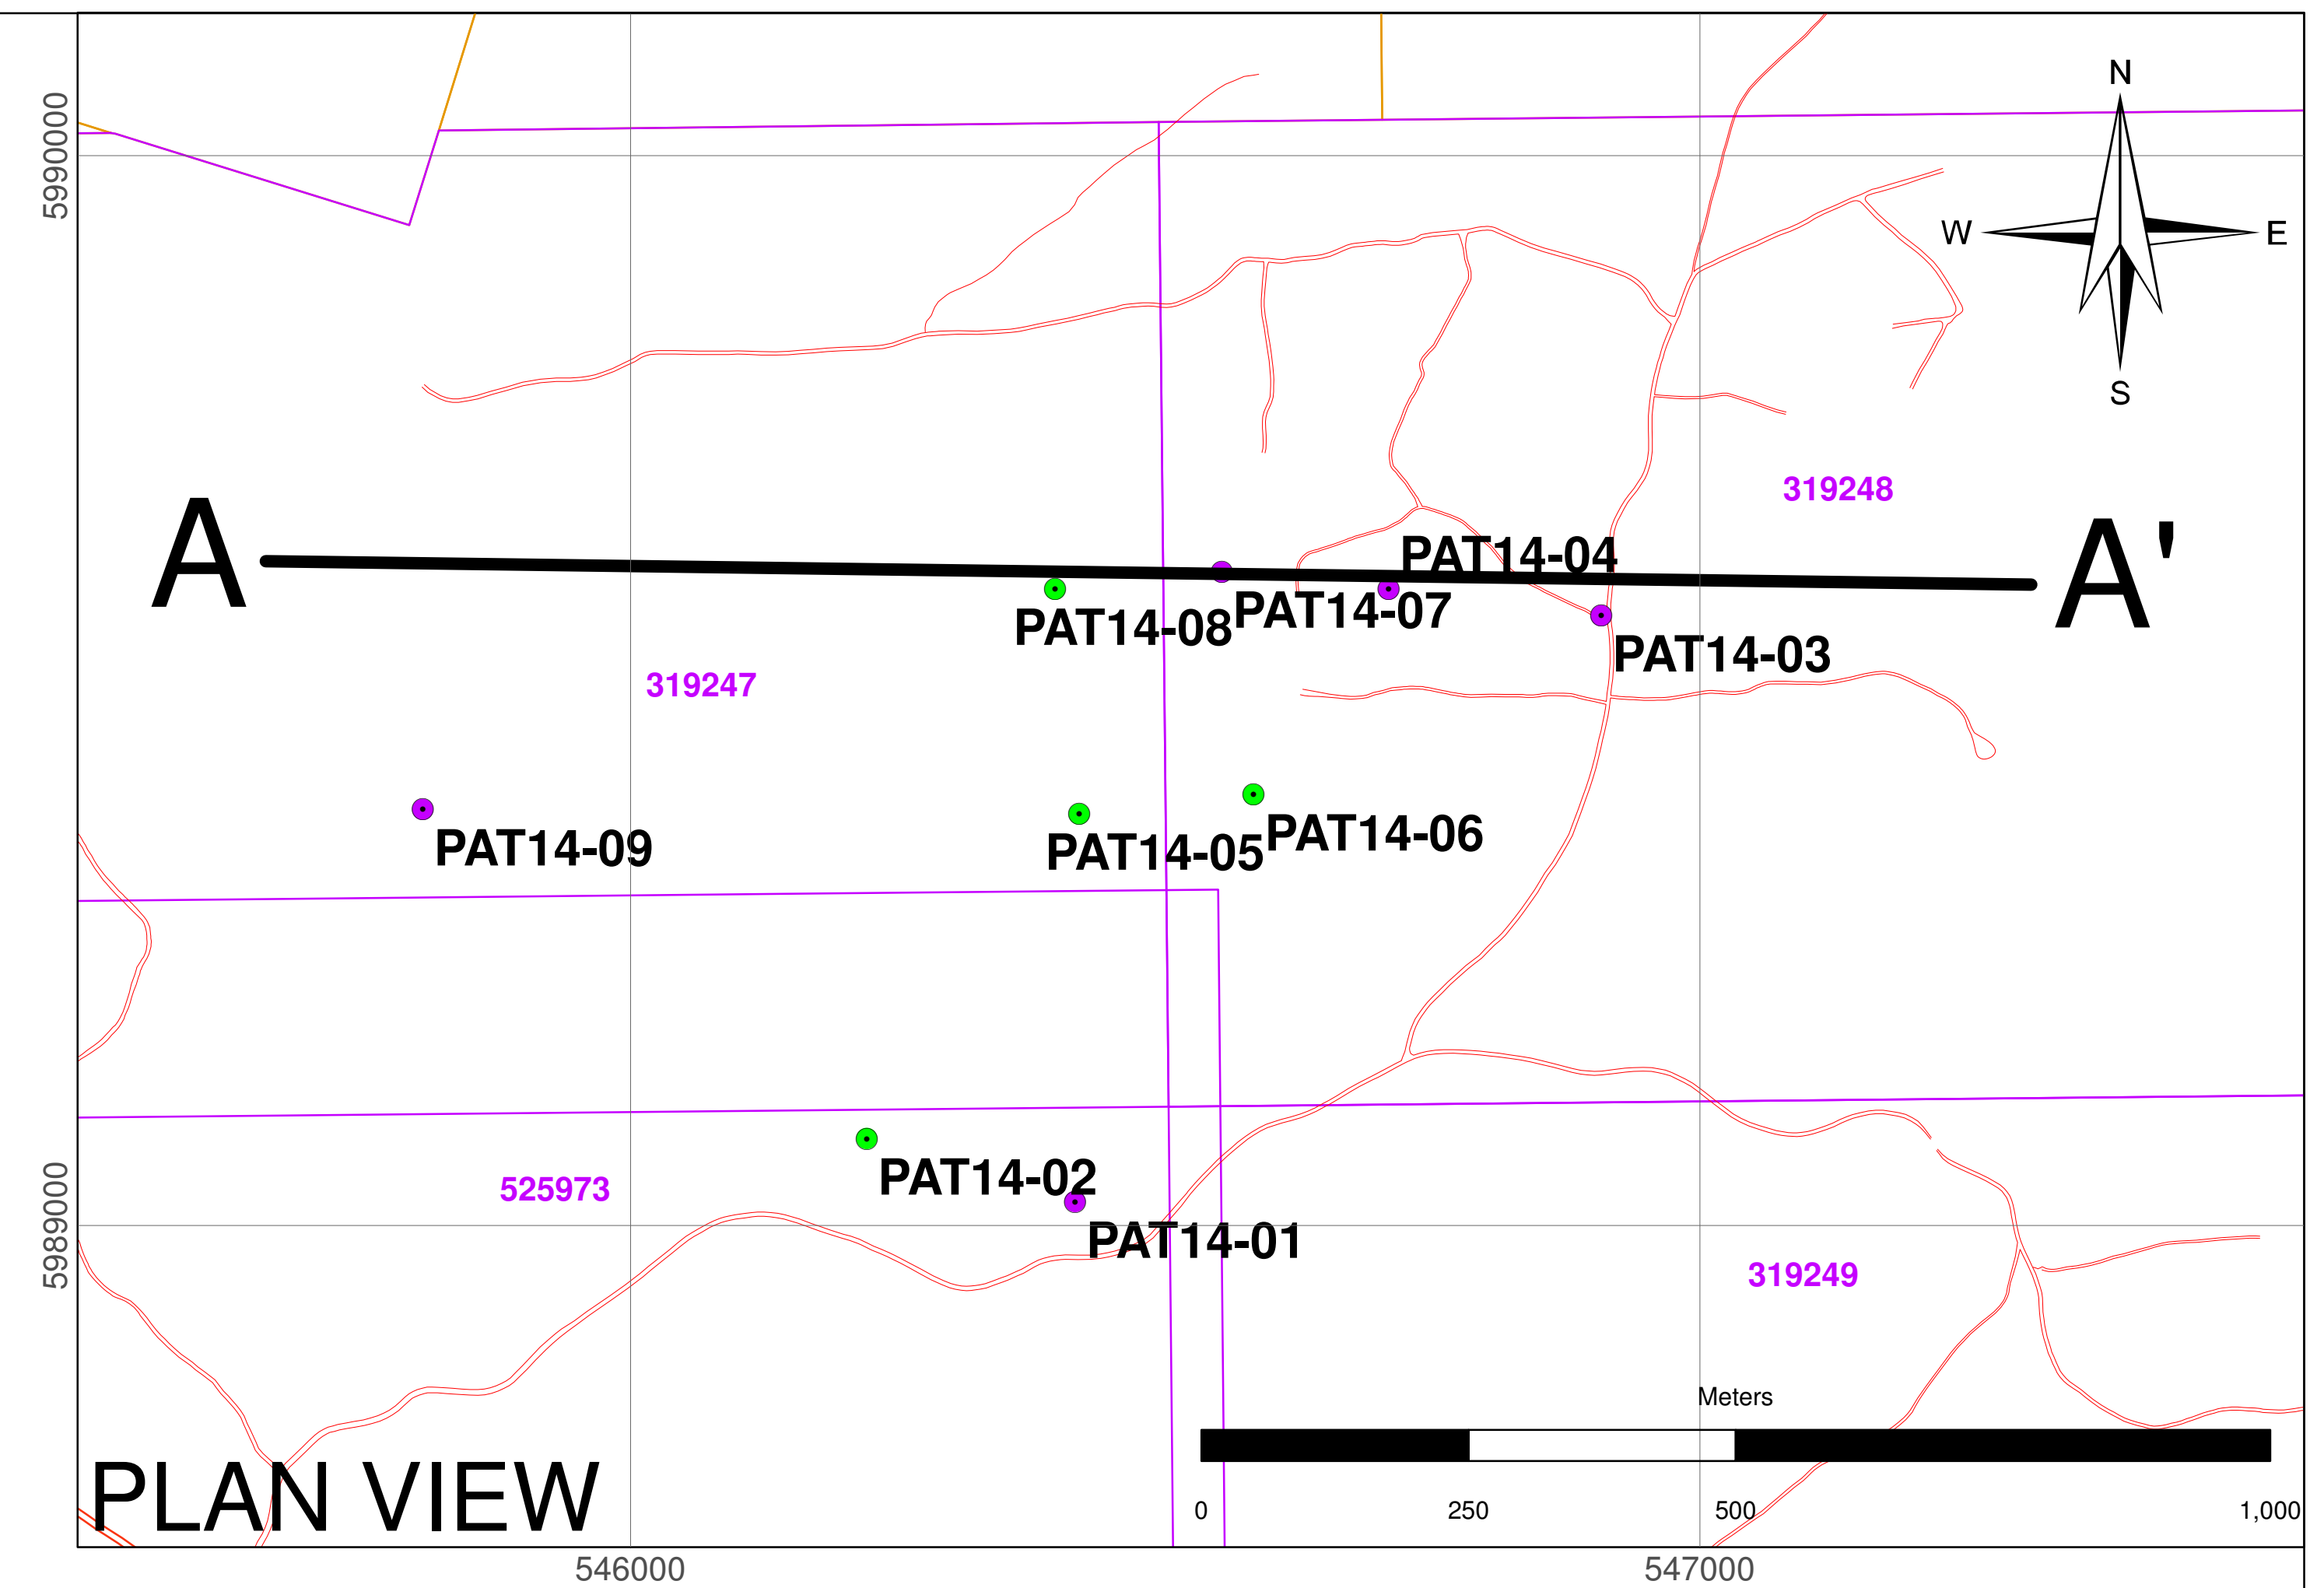 N
W
E
S
5990000
319248
A
A'
PAT14-04
PAT14-07
PAT14-08
PAT14-03
319247
PAT14-09
PAT14-05
PAT14-06
PAT14-02
525973
PAT14-01
5989000
319249
Meters
0 250 500 1,000
PLAN VIEW
546000 547000